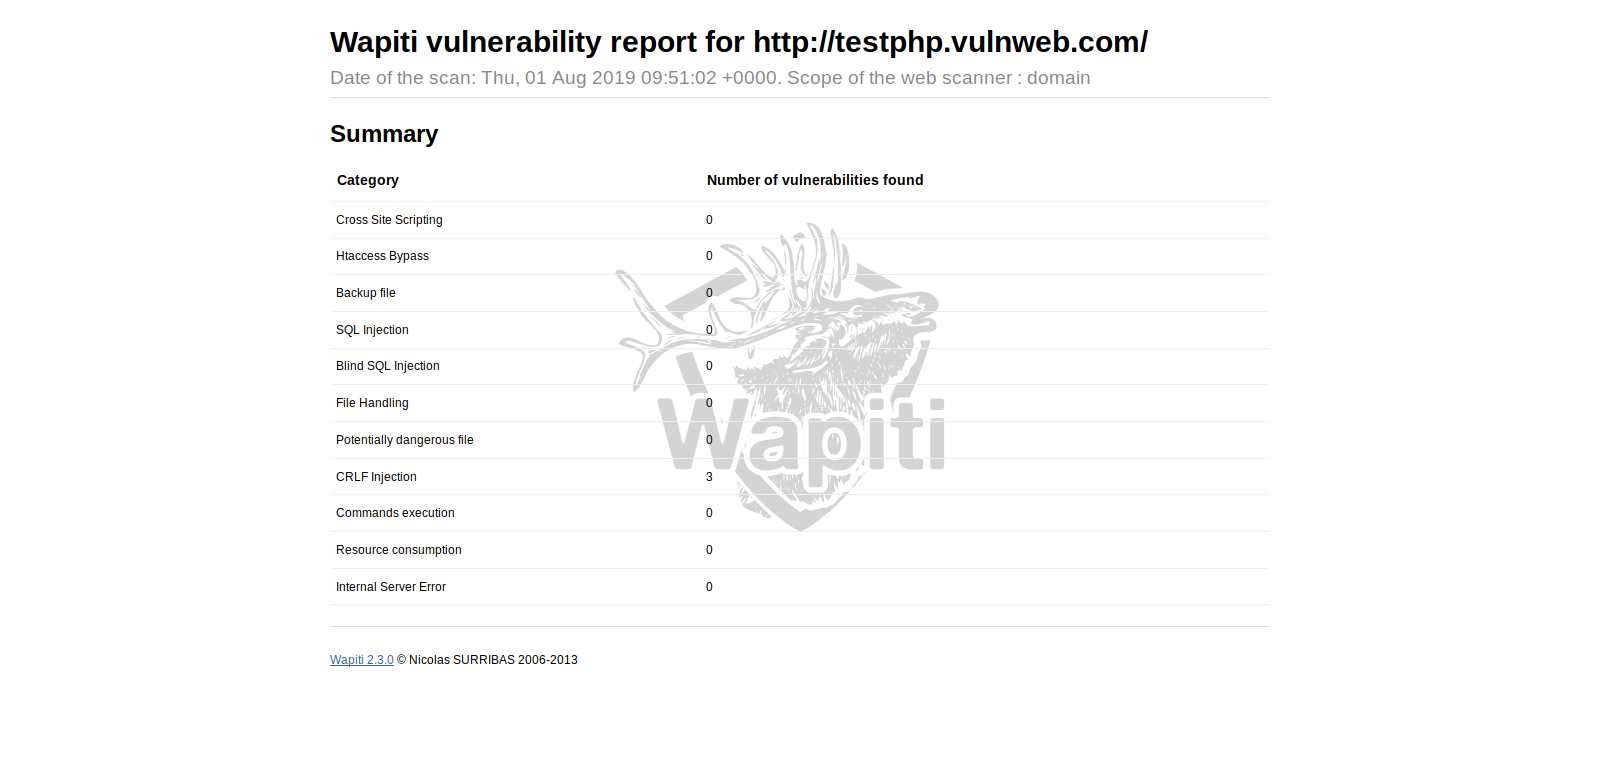 Wapiti vulnerability report for http://testphp.vulnweb.com/
Date of the scan: Thu, 01 Aug 2019 09:51:02 +0000. Scope of the web scanner : domain
Summary
Category Number of vulnerabilities found
Cross Site Scripting 0
Htaccess Bypass 0
Backup file 0
SQL Injection 0
Blind SQL Injection 0
File Handling 0
Potentially dangerous file 0
CRLF Injection 3
Commands execution 0
Resource consumption 0
Internal Server Error 0
Wapiti
Wapiti 2.3.0 © Nicolas SURRIBAS 2006-2013